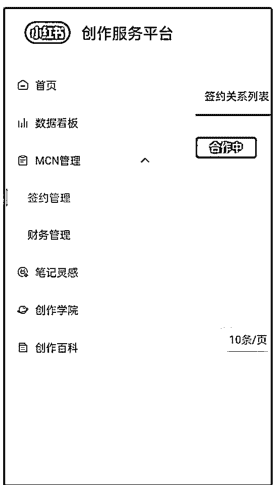 小红书 创作服务平台
首页
签约关系列表
数据看板
合作中
MCN管理
签约管理
财务管理
笔记灵感
创作学院
10条/页
创作百科